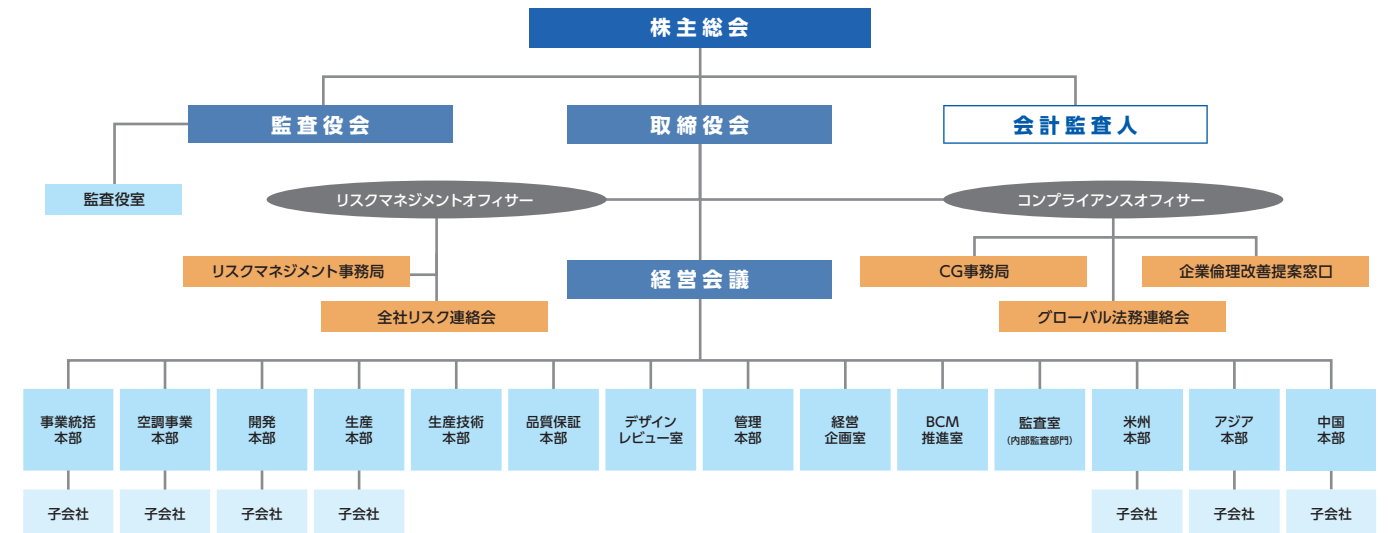 株主総会
監査役会
取締役会
会計監査人
監査役室
リスクマネジメントオフィサー
コンプライアンスオフィサー
リスクマネジメント事務局
経営会議
CG事務局
企業倫理改善提案窓口
全社リスク連絡会
グローバル法務連絡会
事業統括
本部
空調事業
本部
開発
本部
生産
本部
生産技術
本部
品質保証
本部
デザイン
レビュー室
管理
本部
経営
企画室
BCM
推進室
監査室
(内部監査部門)
米州
本部
アジア
本部
中国
本部
子会社
子会社
子会社
子会社
子会社
子会社
子会社